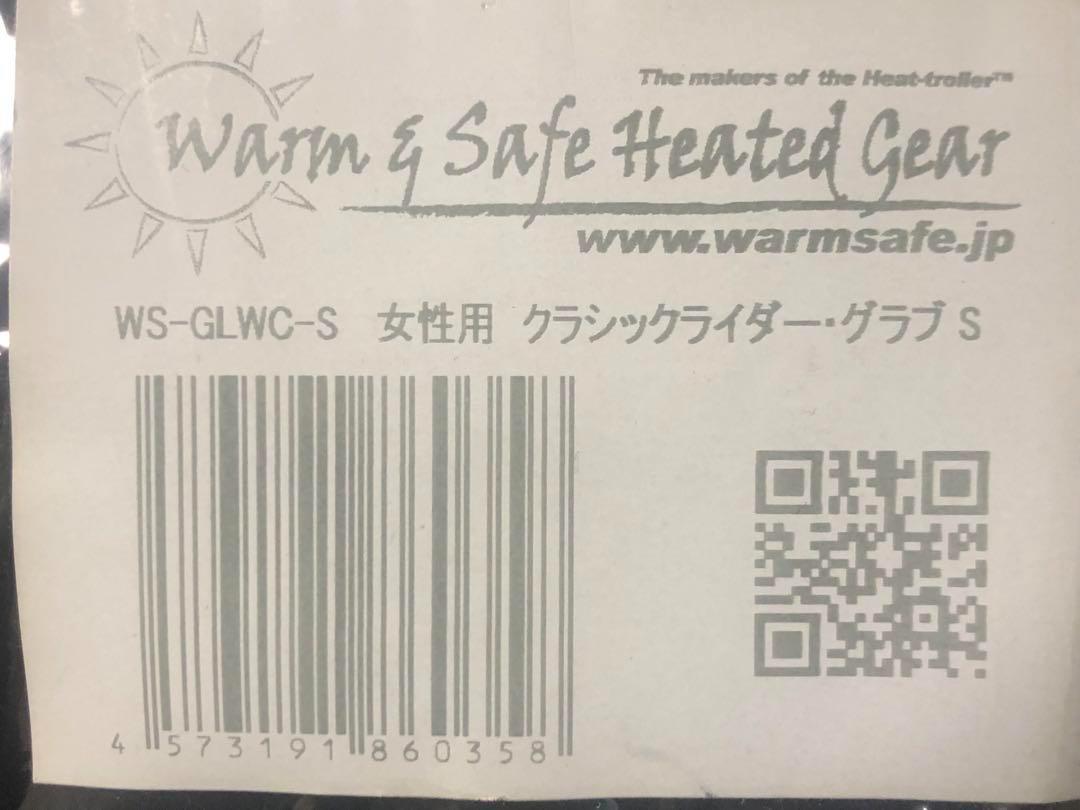 The makers of the Heat-troller™
Warm & Safe Heated Gear
www.warmsafe.jp
WS-GLWC-S 女性用 クラシックライダー・グラブ S
4 573191 860358